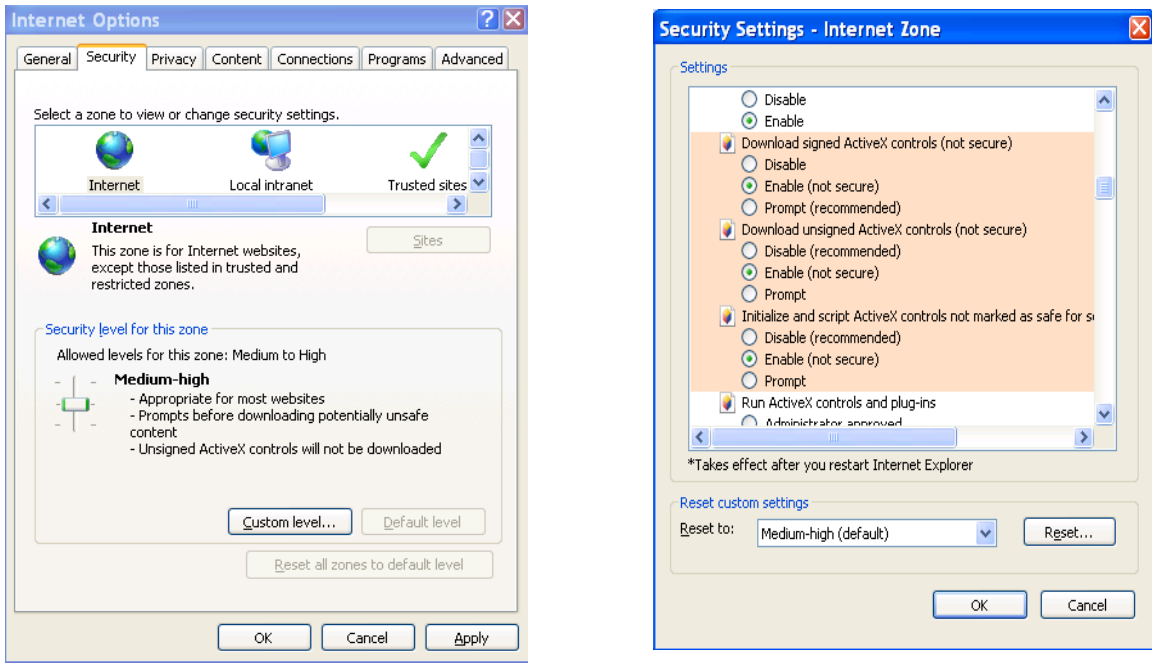 Internet Options
General Security Privacy Content Connections Programs Advanced
Select a zone to view or change security settings.
Internet Local intranet Trusted sites
Internet
This zone is for Internet websites,
except those listed in trusted and
restricted zones.
Sites
Security level for this zone
Allowed levels for this zone: Medium to High
Medium-high
- Appropriate for most websites
- Prompts before downloading potentially unsafe
content
- Unsigned ActiveX controls will not be downloaded
Custom level... Default level
Reset all zones to default level
OK Cancel Apply
Security Settings - Internet Zone
Settings
Disable
Enable
Download signed ActiveX controls (not secure)
Disable
Enable (not secure)
Prompt (recommended)
Download unsigned ActiveX controls (not secure)
Disable (recommended)
Enable (not secure)
Prompt
Initialize and script ActiveX controls not marked as safe for
Disable (recommended)
Enable (not secure)
Prompt
Run ActiveX controls and plug-ins
Administrator approved
*Takes effect after you restart Internet Explorer
Reset custom settings
Reset to: Medium-high (default) Reset...
OK Cancel